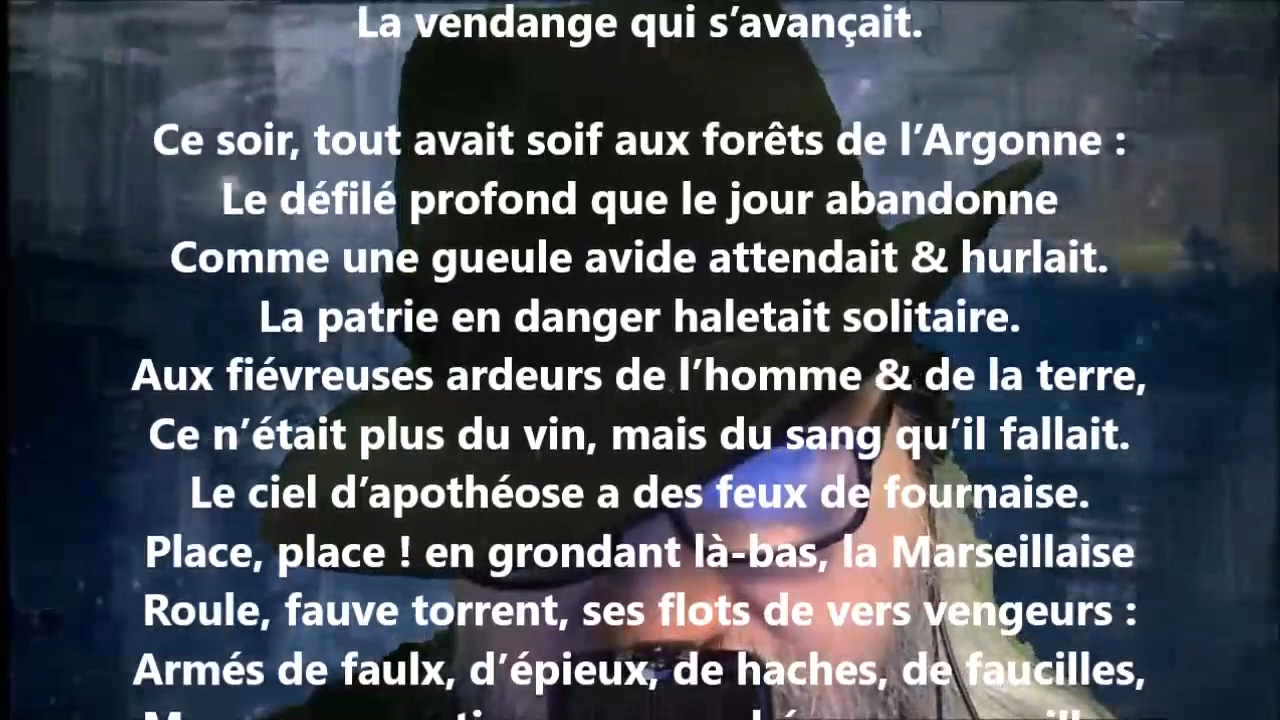 La vendange qui s’avançait.
Ce soir, tout avait soif aux forêts de l’Argonne :
Le défilé profond que le jour abandonne
Comme une gueule avide attendait & hurlait.
La patrie en danger haletait solitaire.
Aux fiévreuses ardeurs de l’homme & de la terre,
Ce n’était plus du vin, mais du sang qu’il fallait.
Le ciel d’apothéose a des feux de fournaise.
Place, place ! en grondant là-bas, la Marseillaise
Roule, fauve torrent, ses flots de vers vengeurs :
Armés de faulx, d’épieux, de haches, de faucilles,